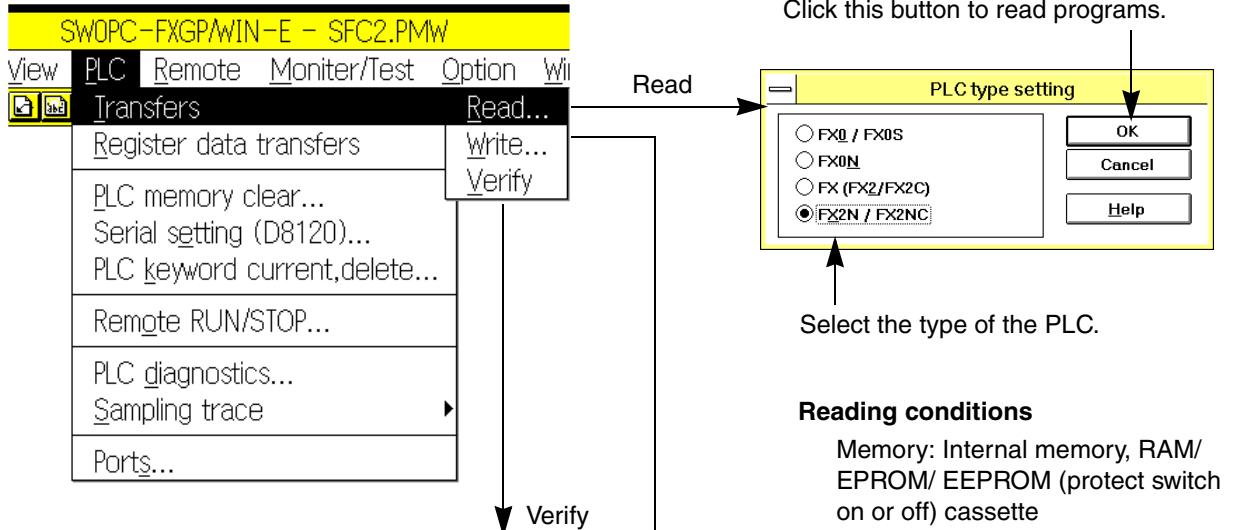 SW0PC-FXGP/WIN-E - SFC2.PMW
View PLC Remote Moniter/Test Option Wi
Transfers
Register data transfers
PLC memory clear...
Serial setting (D8120)...
PLC keyword current,delete...
Remote RUN/STOP...
PLC diagnostics...
Sampling trace
Ports...
Read...
Write...
Verify
Read
Verify
Click this button to read programs.
PLC type setting
FX0 / FX0S
FX0N
FX (FX2/FX2C)
FX2N / FX2NC
OK
Cancel
Help
Select the type of the PLC.
Reading conditions
Memory: Internal memory, RAM/
EPROM/ EEPROM (protect switch
on or off) cassette